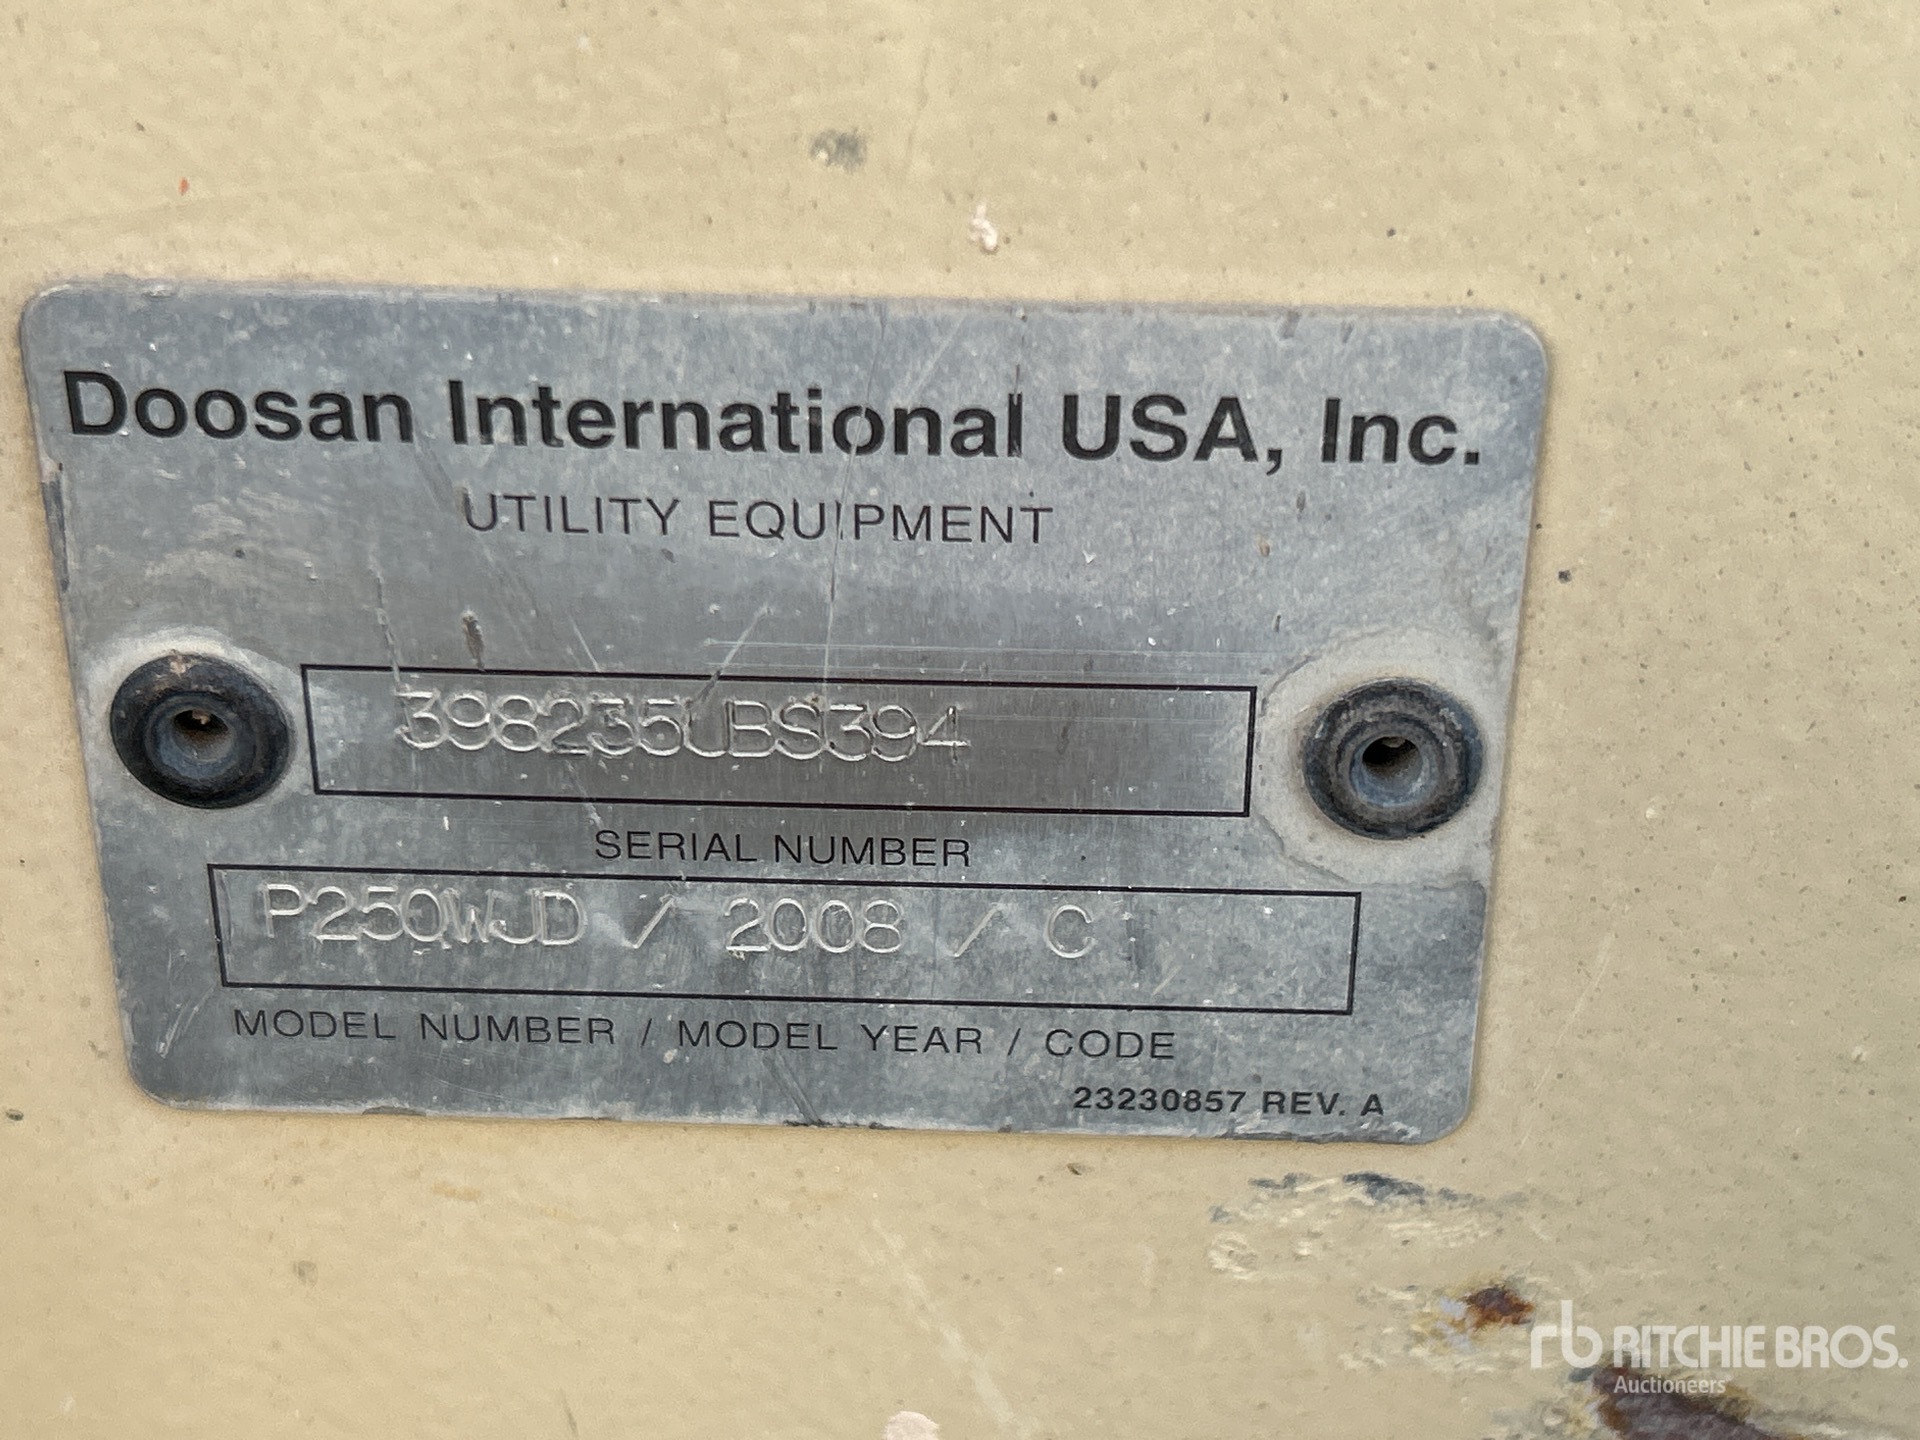 Doosan International USA, Inc.
UTILITY EQUIPMENT
398235UBS394
SERIAL NUMBER
P250WJD / 2008 / C
MODEL NUMBER / MODEL YEAR / CODE
23230857 REV. A
rb RITCHIE BROS.
Auctioneers